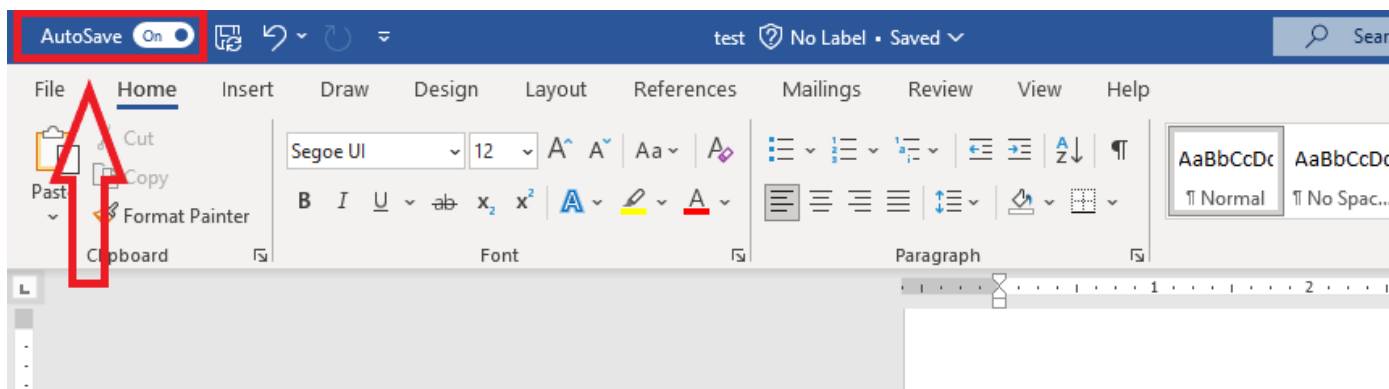 AutoSave On test No Label • Saved Sear
File Home Insert Draw Design Layout References Mailings Review View Help
Cut
Copy
Paste
Format Painter
Clipboard
Segoe UI 12 A A Aa A
B I U ab x2 x2 A A
Font
A Z ¶
Paragraph
AaBbCcDc AaBbCcDc
¶ Normal ¶ No Spac...
L
1 2